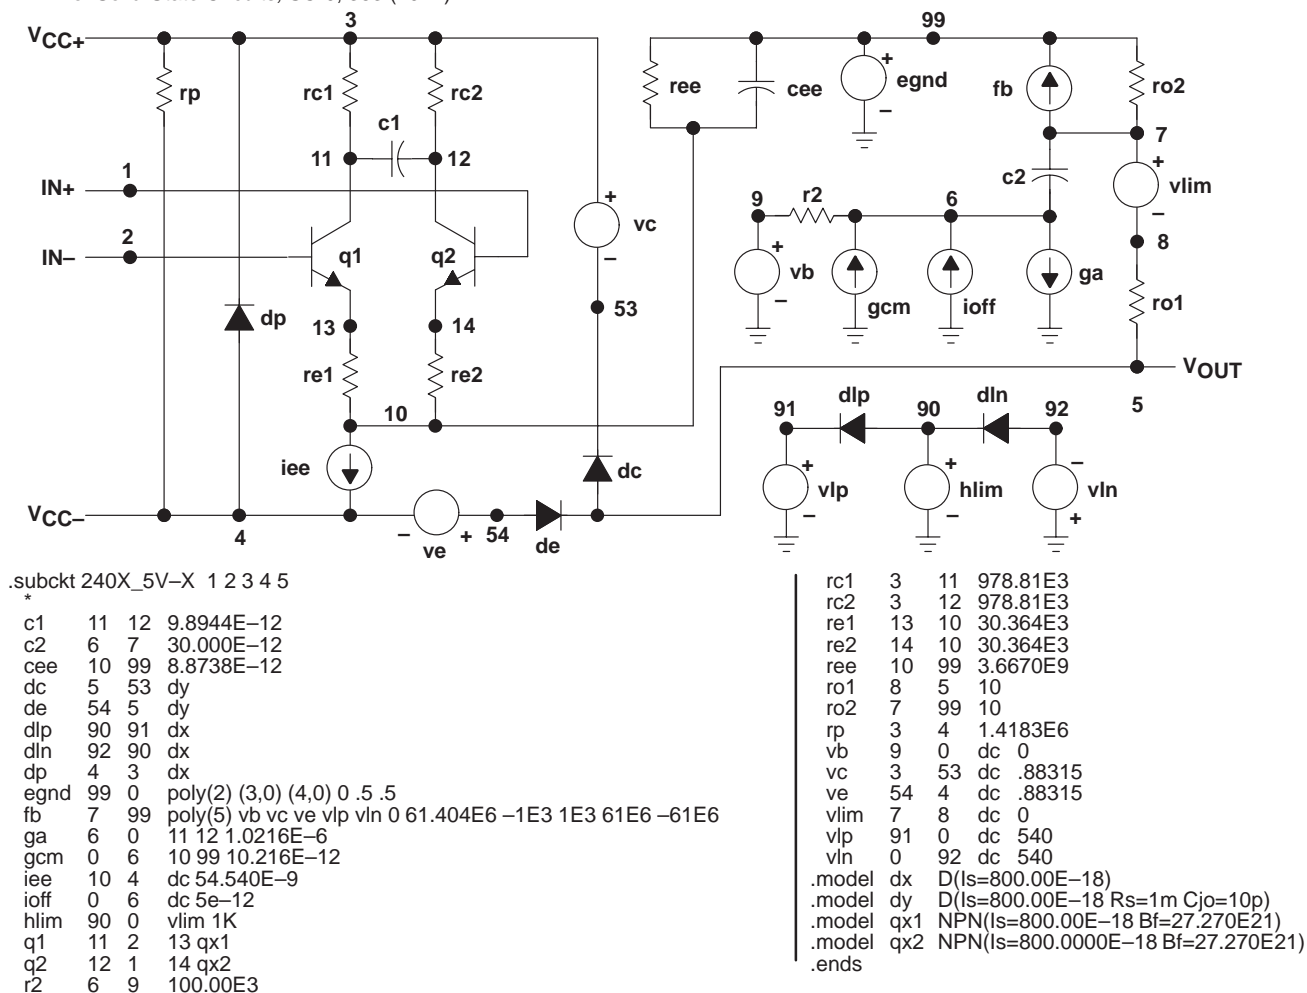 3
99
VCC+
rp
rc1
rc2
ree
cee
egnd
fb
ro2
+
–
c1
7
11
12
1
IN+
c2
+
vlim
–
9
r2
6
+
vc
–
8
2
IN–
q1
q2
+
vb
–
gcm
ioff
ga
ro1
dp
13
14
53
re1
re2
VOUT
10
5
91
dlp
90
dln
92
iee
dc
+
vlp
–
+
hlim
–
–
vln
+
VCC–
4
–
ve
+
54
de
.subckt 240X_5V–X 1 2 3 4 5
*
c1 11 12 9.8944E–12
c2 6 7 30.000E–12
cee 10 99 8.8738E–12
dc 5 53 dy
de 54 5 dy
dlp 90 91 dx
dln 92 90 dx
dp 4 3 dx
egnd 99 0 poly(2) (3,0) (4,0) 0 .5 .5
fb 7 99 poly(5) vb vc ve vlp vln 0 61.404E6 –1E3 1E3 61E6 –61E6
ga 6 0 11 12 1.0216E–6
gcm 0 6 10 99 10.216E–12
iee 10 4 dc 54.540E–9
ioff 0 6 dc 5e–12
hlim 90 0 vlim 1K
q1 11 2 13 qx1
q2 12 1 14 qx2
r2 6 9 100.00E3
rc1 3 11 978.81E3
rc2 3 12 978.81E3
re1 13 10 30.364E3
re2 14 10 30.364E3
ree 10 99 3.6670E9
ro1 8 5 10
ro2 7 99 10
rp 3 4 1.4183E6
vb 9 0 dc 0
vc 3 53 dc .88315
ve 54 4 dc .88315
vlim 7 8 dc 0
vlp 91 0 dc 540
vln 0 92 dc 540
.model dx D(Is=800.00E–18)
.model dy D(Is=800.00E–18 Rs=1m Cjo=10p)
.model qx1 NPN(Is=800.00E–18 Bf=27.270E21)
.model qx2 NPN(Is=800.0000E–18 Bf=27.270E21)
.ends